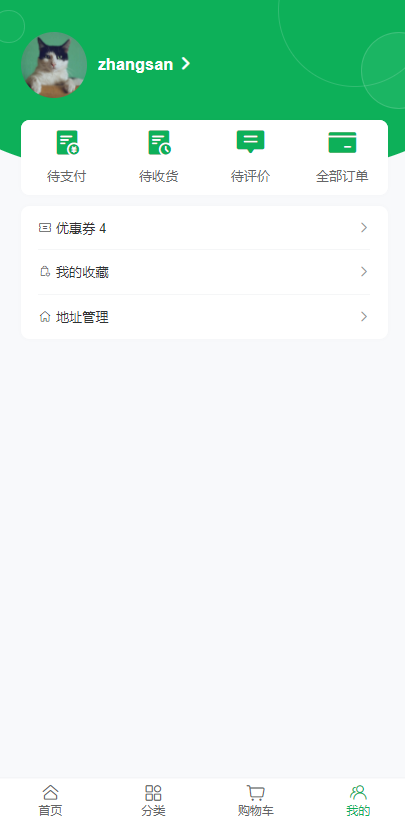 zhangsan
待支付 待收货 待评价 全部订单
优惠券 4
我的收藏
地址管理
首页 分类 购物车 我的